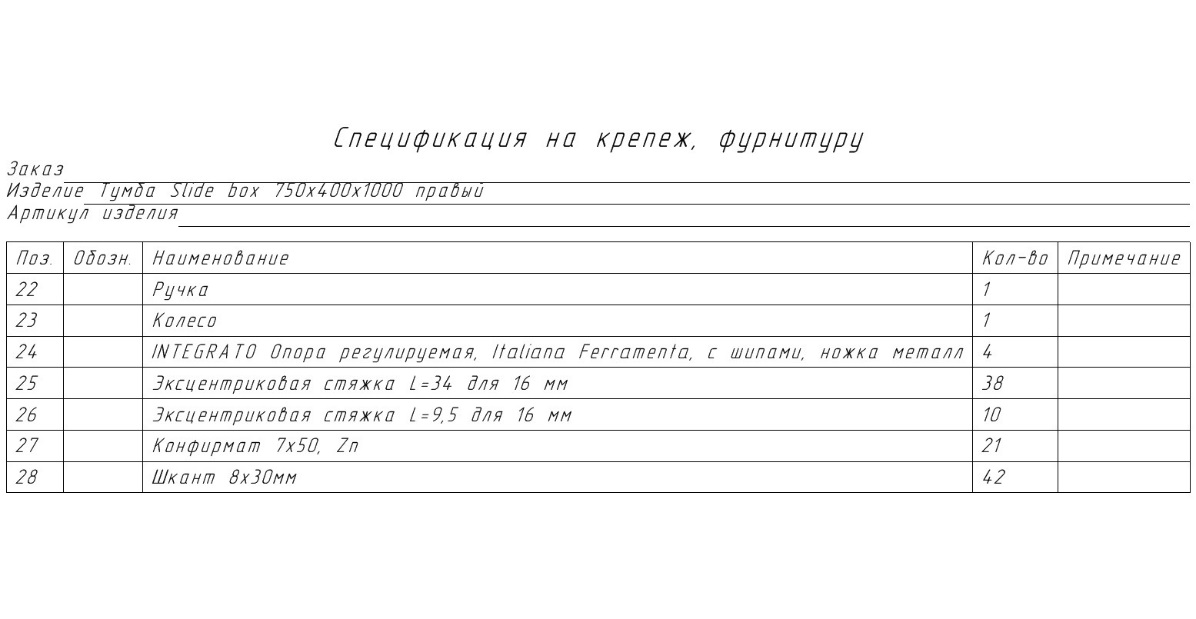 Спецификация на крепеж, фурнитуру
Заказ
Изделие Тумба Slide box 750x400x1000 правый
Артикул изделия
Поз. Обозн. Наименование Кол-во Примечание
22 Ручка 1
23 Колесо 1
24 INTEGRATO Опора регулируемая, Italiana Ferramenta, с шипами, ножка металл 4
25 Эксцентриковая стяжка L=34 для 16 мм 38
26 Эксцентриковая стяжка L=9,5 для 16 мм 10
27 Конфирмат 7x50, Zn 21
28 Шкант 8x30мм 42